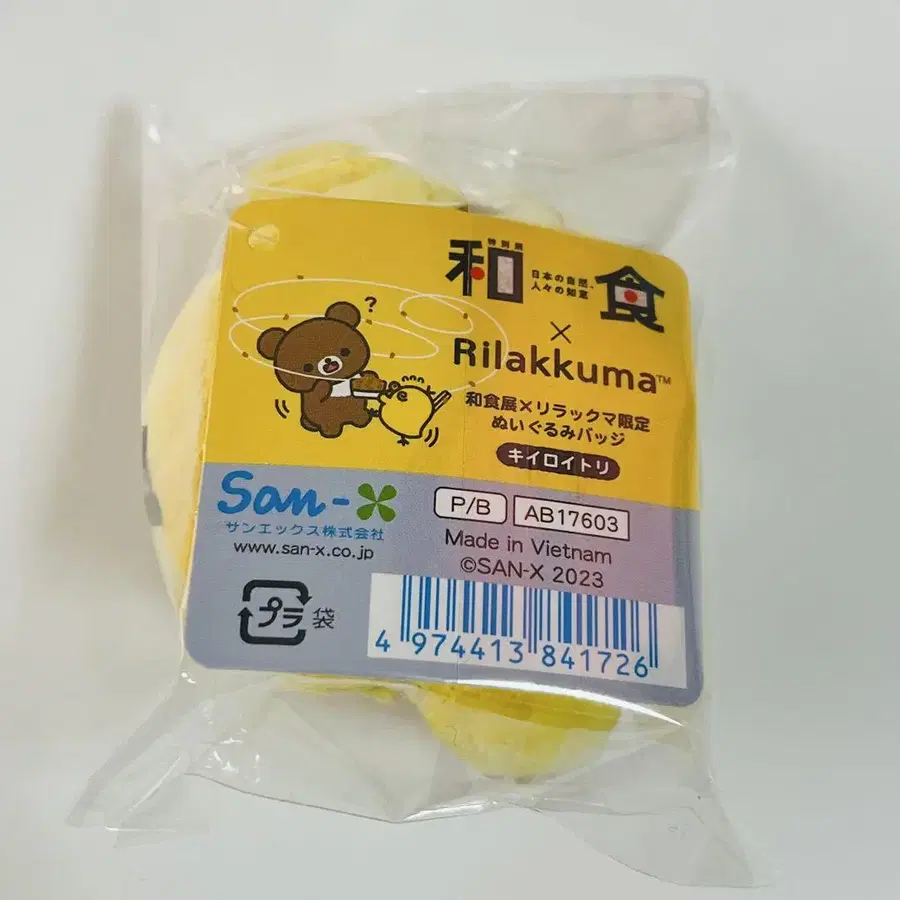 特別展
和食
日本の自然、
人々の知恵
×
Rilakkuma™
?
和食展×リラックマ限定
ぬいぐるみバッジ
キイロイトリ
San-X
サンエックス株式会社
www.san-x.co.jp
P/B AB17603
Made in Vietnam
©SAN-X 2023
プラ 袋
4 974413 841726